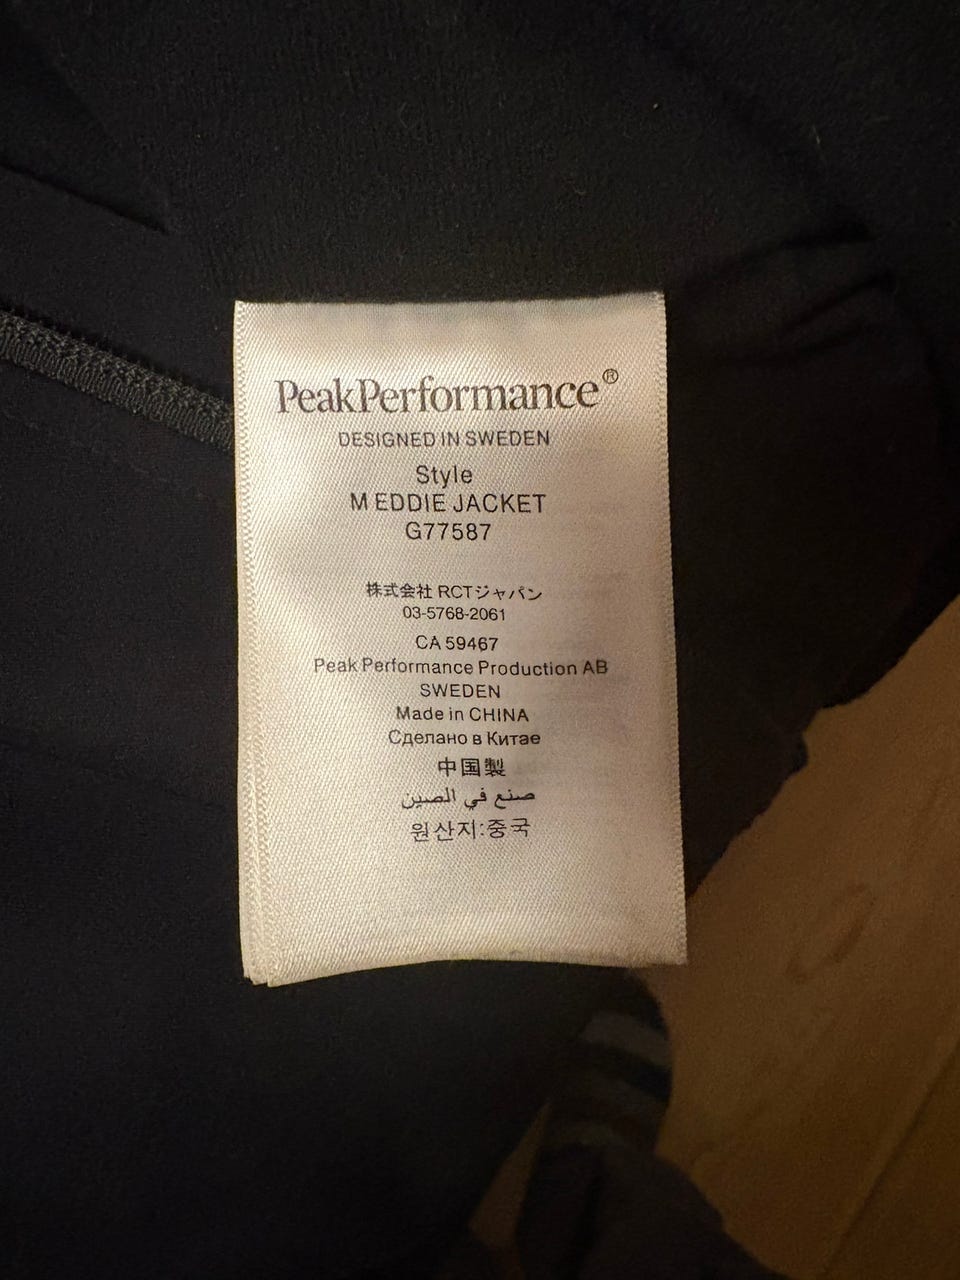 PeakPerformance®
DESIGNED IN SWEDEN
Style
M EDDIE JACKET
G77587
株式会社 RCTジャパン
03-5768-2061
CA 59467
Peak Performance Production AB
SWEDEN
Made in CHINA
Сделано в Китае
中国製
صنع في الصين
원산지:중국